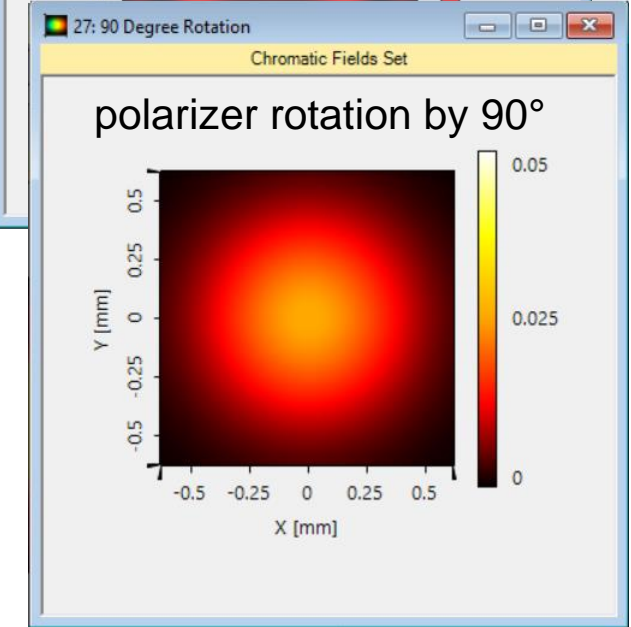 27: 90 Degree Rotation
Chromatic Fields Set
polarizer rotation by 90°
0.05
0.025
0
Y [mm]
0.5
0.25
0
-0.25
-0.5
-0.5 -0.25 0 0.25 0.5
X [mm]